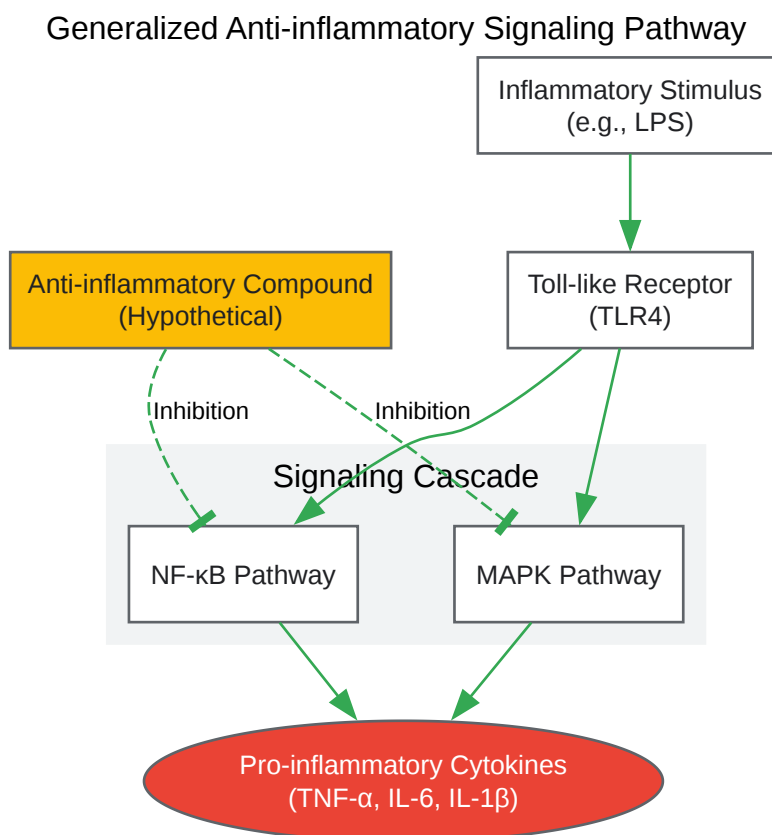 Generalized Anti-inflammatory Signaling Pathway
Inflammatory Stimulus
(e.g., LPS)
Anti-inflammatory Compound
(Hypothetical)
Toll-like Receptor
(TLR4)
Inhibition
Inhibition
Signaling Cascade
NF-κB Pathway
MAPK Pathway
Pro-inflammatory Cytokines
(TNF-α, IL-6, IL-1β)